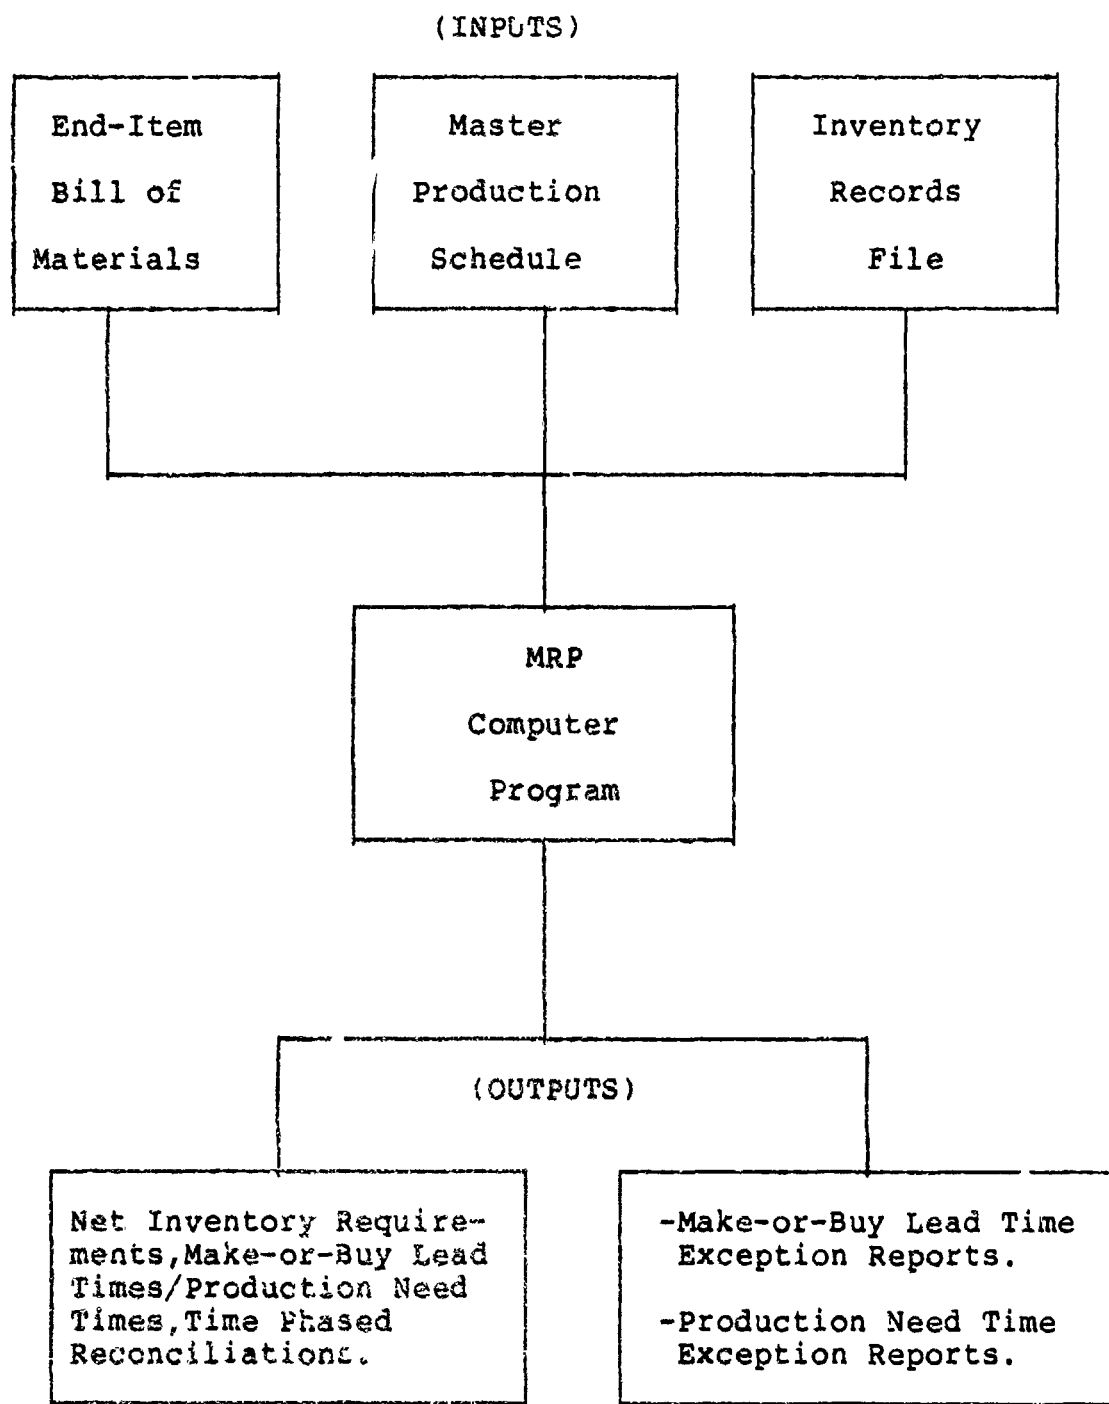 (INPUTS)
End-Item
Bill of
Materials
Master
Production
Schedule
Inventory
Records
File
MRP
Computer
Program
(OUTPUTS)
Net Inventory Require-
ments,Make-or-Buy Lead
Times/Production Need
Times,Time Phased
Reconciliations.
-Make-or-Buy Lead Time
Exception Reports.
-Production Need Time
Exception Reports.